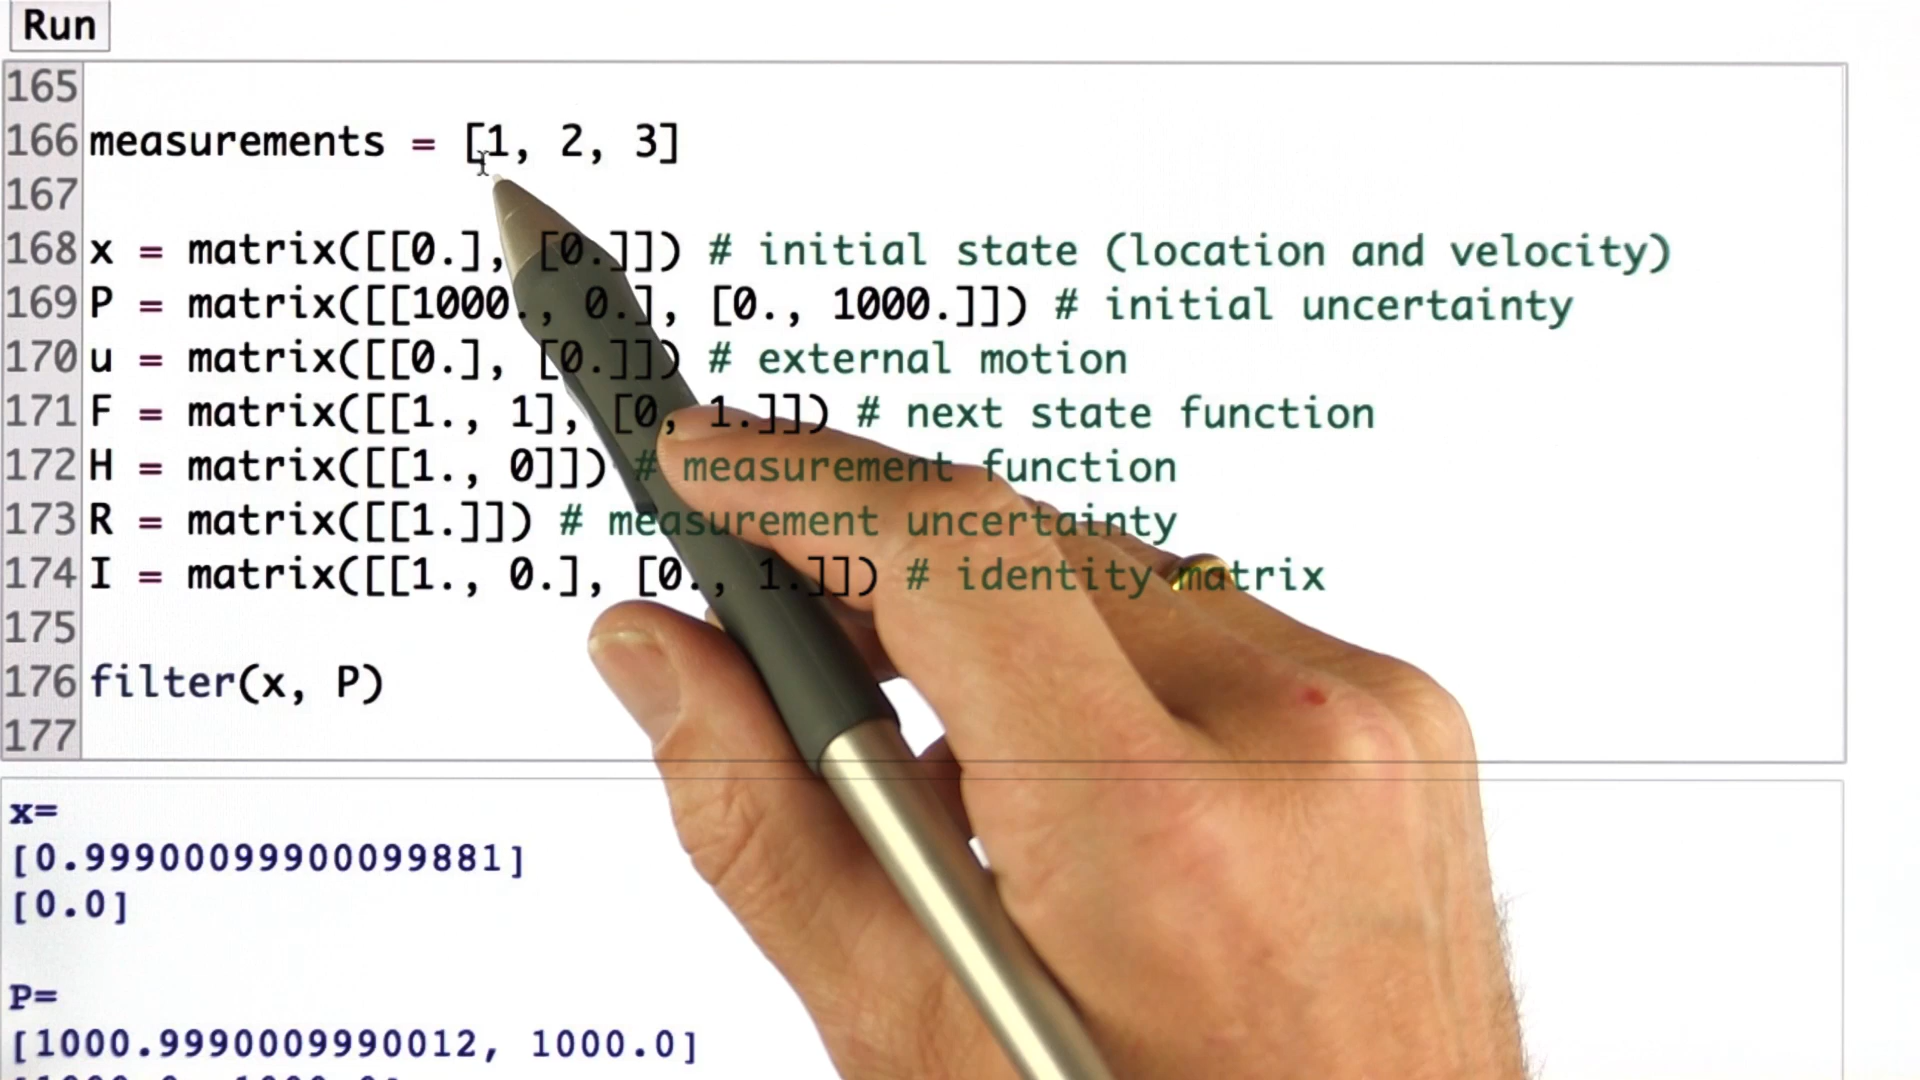 Run
165
166 measurements = [1, 2, 3]
167
168 x = matrix([[0.], [0.]]) # initial state (location and velocity)
169 P = matrix([[1000., 0.], [0., 1000.]]) # initial uncertainty
170 u = matrix([[0.], [0.]]) # external motion
171 F = matrix([[1., 1], [0, 1.]]) # next state function
172 H = matrix([[1., 0]]) # measurement function
173 R = matrix([[1.]]) # measurement uncertainty
174 I = matrix([[1., 0.], [0., 1.]]) # identity matrix
175
176 filter(x, P)
177
x=
[0.99900099900099881]
[0.0]
P=
[1000.9990009990012, 1000.0]